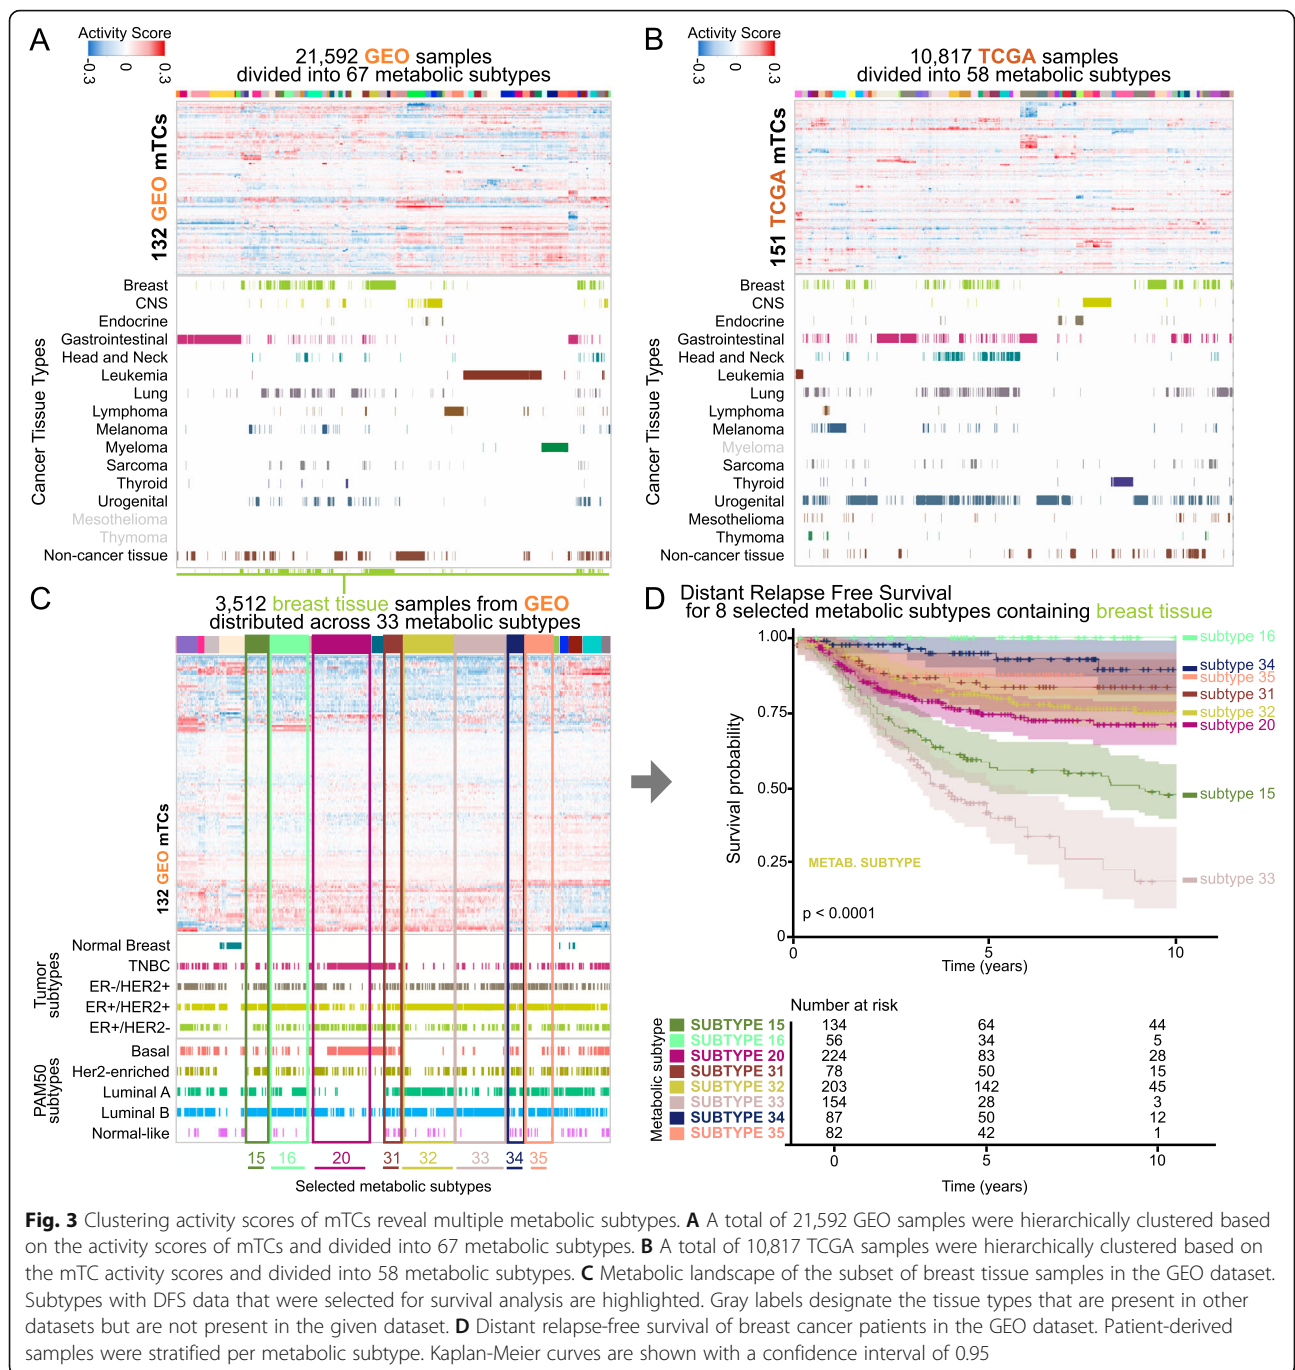 A
Activity Score
-0.3
0
0.3
21,592 GEO samples
divided into 67 metabolic subtypes
132 GEO mTCs
Cancer Tissue Types
Breast
CNS
Endocrine
Gastrointestinal
Head and Neck
Leukemia
Lung
Lymphoma
Melanoma
Myeloma
Sarcoma
Thyroid
Urogenital
Mesothelioma
Thymoma
Non-cancer tissue
B
Activity Score
-0.3
0
0.3
10,817 TCGA samples
divided into 58 metabolic subtypes
151 TCGA mTCs
Cancer Tissue Types
Breast
CNS
Endocrine
Gastrointestinal
Head and Neck
Leukemia
Lung
Lymphoma
Melanoma
Myeloma
Sarcoma
Thyroid
Urogenital
Mesothelioma
Thymoma
Non-cancer tissue
C
3,512 breast tissue samples from GEO
distributed across 33 metabolic subtypes
132 GEO mTCs
Tumor
subtypes
Normal Breast
TNBC
ER-/HER2+
ER+/HER2+
ER+/HER2-
PAM50
subtypes
Basal
Her2-enriched
Luminal A
Luminal B
Normal-like
15 16 20 31 32 33 34 35
Selected metabolic subtypes
D
Distant Relapse Free Survival
for 8 selected metabolic subtypes containing breast tissue
Survival probability
1.00
0.75
0.50
0.25
0
subtype 16
subtype 34
subtype 35
subtype 31
subtype 32
subtype 20
subtype 15
subtype 33
METAB. SUBTYPE
p < 0.0001
0 5 10
Time (years)
Number at risk
Metabolic subtype
SUBTYPE 15 134 64 44
SUBTYPE 16 56 34 5
SUBTYPE 20 224 83 28
SUBTYPE 31 78 50 15
SUBTYPE 32 203 142 45
SUBTYPE 33 154 28 3
SUBTYPE 34 87 50 12
SUBTYPE 35 82 42 1
0 5 10
Time (years)
Fig. 3 Clustering activity scores of mTCs reveal multiple metabolic subtypes. A A total of 21,592 GEO samples were hierarchically clustered based
on the activity scores of mTCs and divided into 67 metabolic subtypes. B A total of 10,817 TCGA samples were hierarchically clustered based on
the mTC activity scores and divided into 58 metabolic subtypes. C Metabolic landscape of the subset of breast tissue samples in the GEO dataset.
Subtypes with DFS data that were selected for survival analysis are highlighted. Gray labels designate the tissue types that are present in other
datasets but are not present in the given dataset. D Distant relapse-free survival of breast cancer patients in the GEO dataset. Patient-derived
samples were stratified per metabolic subtype. Kaplan-Meier curves are shown with a confidence interval of 0.95